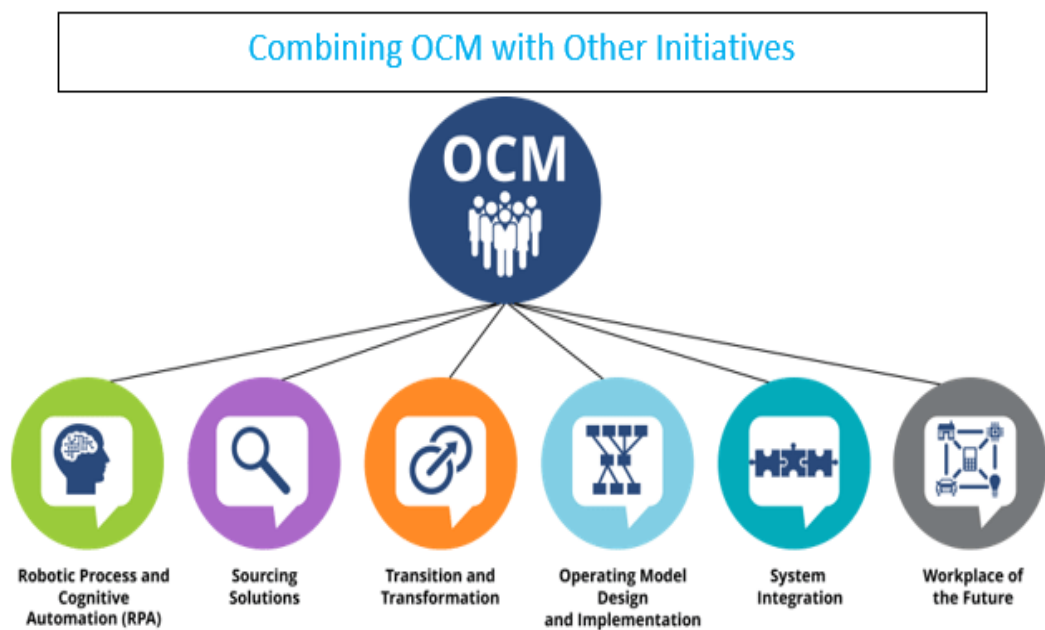 Combining OCM with Other Initiatives
OCM
Robotic Process and
Cognitive
Automation (RPA)
Sourcing
Solutions
Transition and
Transformation
Operating Model
Design
and Implementation
System
Integration
Workplace of
the Future